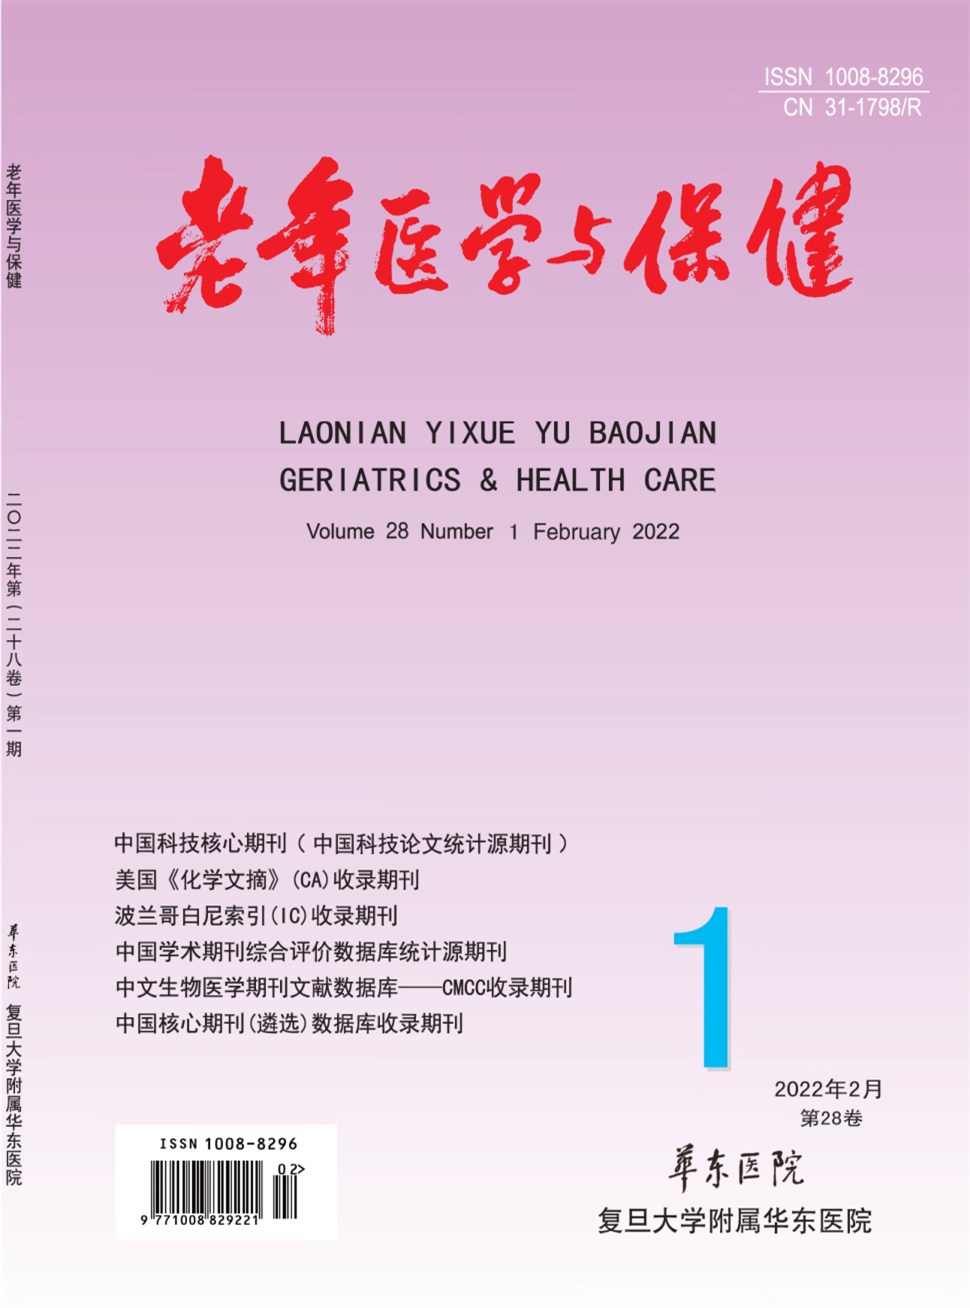 ISSN 1008-8296
CN 31-1798/R
老年医学与保健
LAONIAN YIXUE YU BAOJIAN
GERIATRICS & HEALTH CARE
Volume 28 Number 1 February 2022
中国科技核心期刊（中国科技论文统计源期刊）
美国《化学文摘》(CA)收录期刊
波兰哥白尼索引(IC)收录期刊
中国学术期刊综合评价数据库统计源期刊
中文生物医学期刊文献数据库——CMCC收录期刊
中国核心期刊(遴选)数据库收录期刊
1
2022年2月
第28卷
華东医院
复旦大学附属华东医院
ISSN 1008-8296
02>
9 771008 829221
老年医学与保健
二〇二二年第(二十八卷)第一期
華东医院 复旦大学附属华东医院